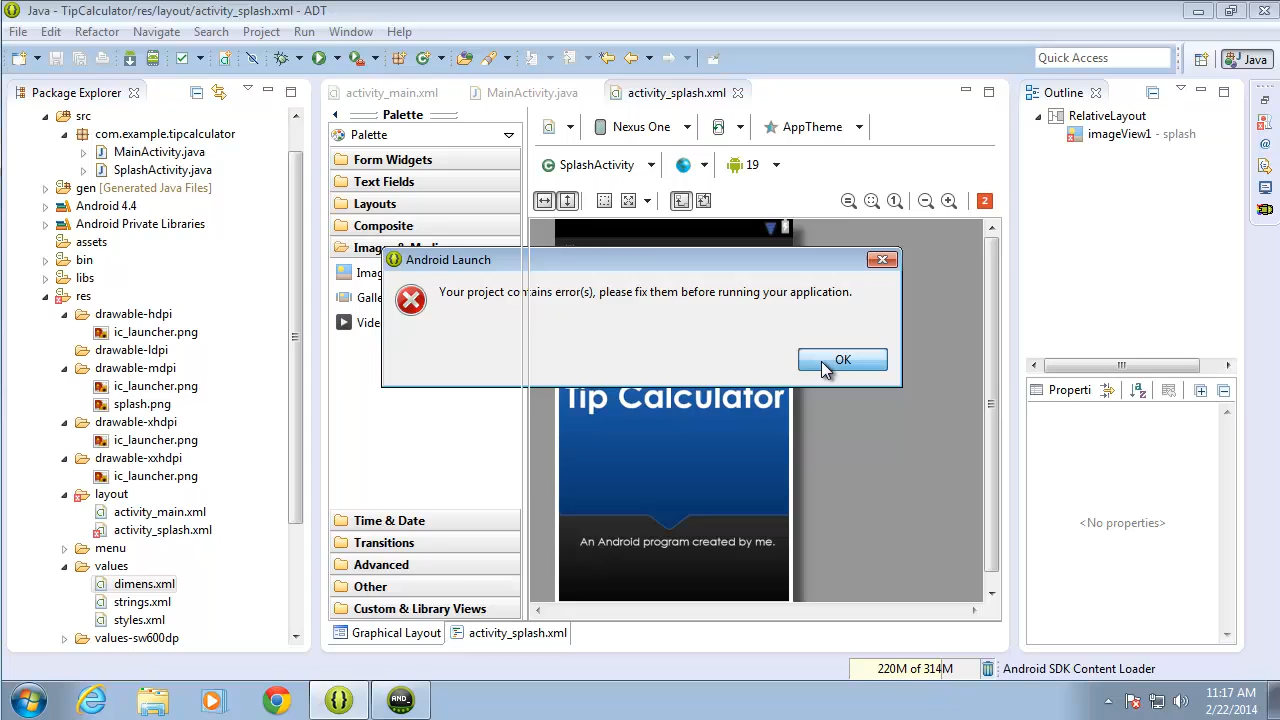 Java - TipCalculator/res/layout/activity_splash.xml - ADT
File Edit Refactor Navigate Search Project Run Window Help
Quick Access
Java
Package Explorer
src
com.example.tipcalculator
MainActivity.java
SplashActivity.java
gen [Generated Java Files]
Android 4.4
Android Private Libraries
assets
bin
libs
res
drawable-hdpi
ic_launcher.png
drawable-ldpi
drawable-mdpi
ic_launcher.png
splash.png
drawable-xhdpi
ic_launcher.png
drawable-xxhdpi
ic_launcher.png
layout
activity_main.xml
activity_splash.xml
menu
values
dimens.xml
strings.xml
styles.xml
values-sw600dp
activity_main.xml
MainActivity.java
activity_splash.xml
Palette
Palette
Form Widgets
Text Fields
Layouts
Composite
Images & Media
Imag
Galle
Vide
Time & Date
Transitions
Advanced
Other
Custom & Library Views
Nexus One
AppTheme
SplashActivity
19
2
Android Launch
Your project contains error(s), please fix them before running your application.
OK
Tip Calculator
An Android program created by me.
Graphical Layout
activity_splash.xml
Outline
RelativeLayout
imageView1 - splash
Properti
<No properties>
220M of 314M
Android SDK Content Loader
AND
11:17 AM
2/22/2014